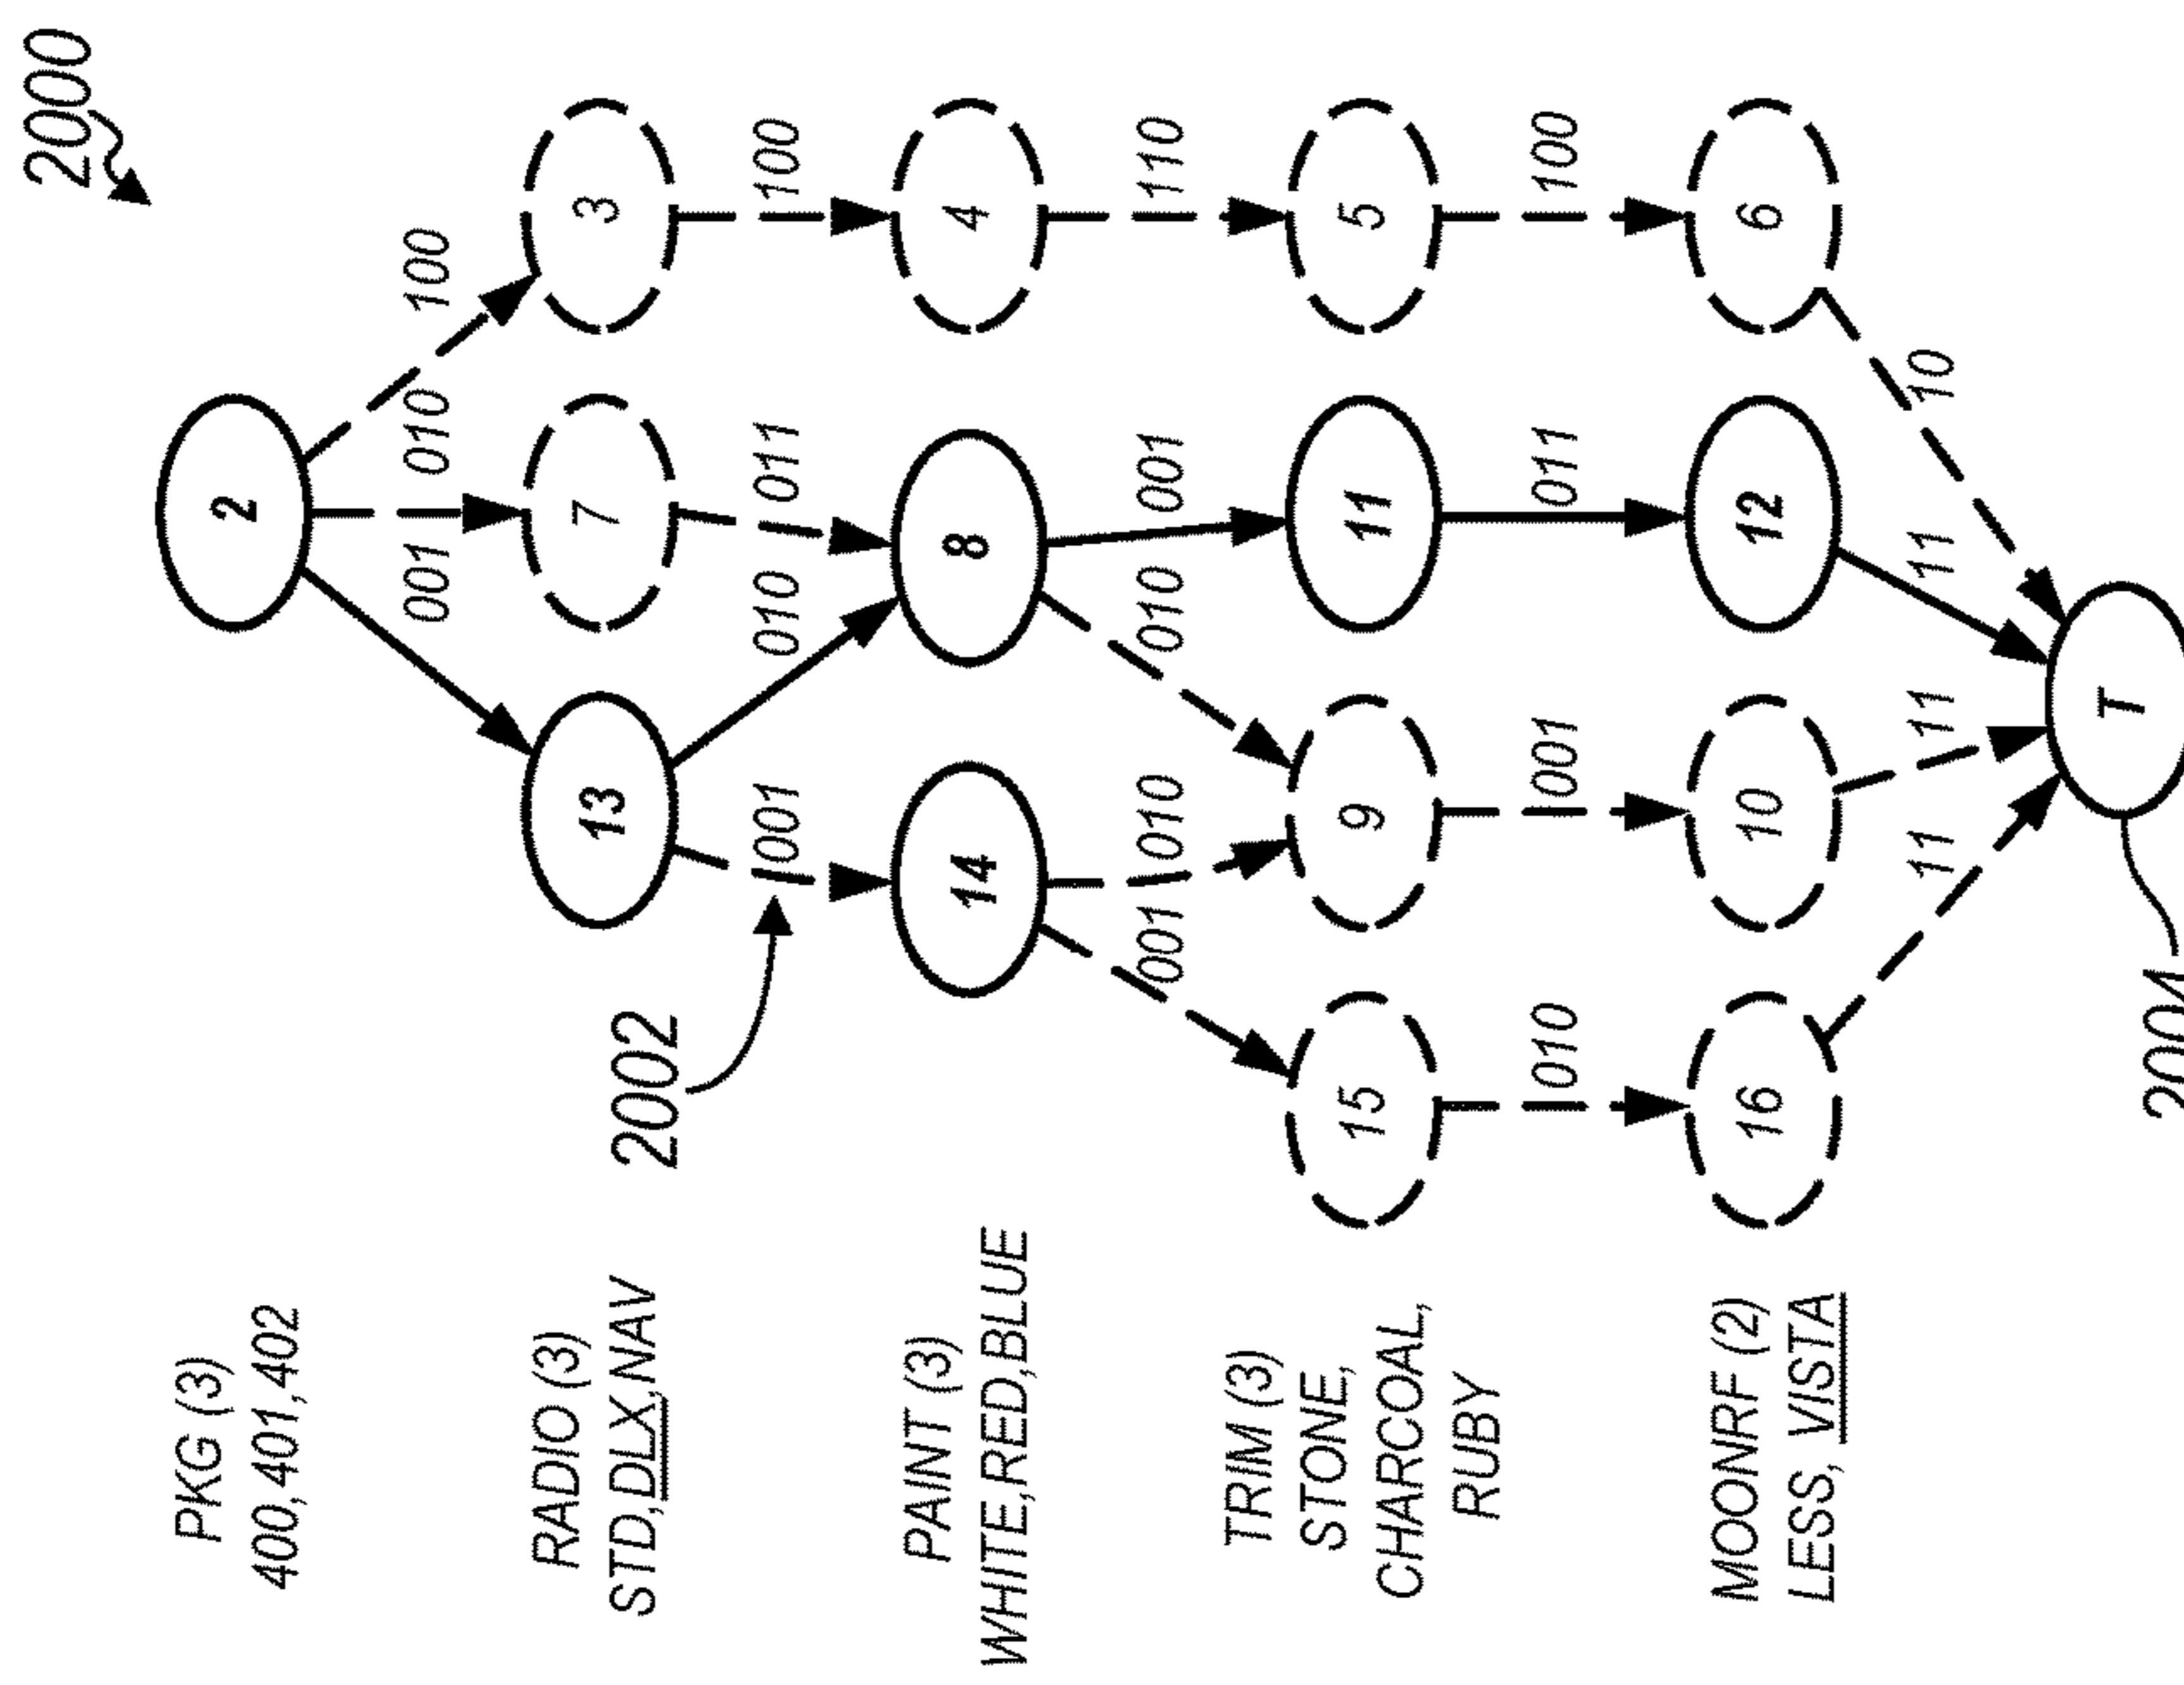 2000
PKG (3)
400,401,402
2
001 010 100
RADIO (3)
STD,DLX,NAV
13 7 3
2002
001 010 011 100
PAINT (3)
WHITE,RED,BLUE
14 8 4
001 010 010 001 110
TRIM (3)
STONE,
CHARCOAL,
RUBY
15 9 11 5
010 001 011 100
MOONRF (2)
LESS, VISTA
16 10 12 6
11 11 11 10
T
2004